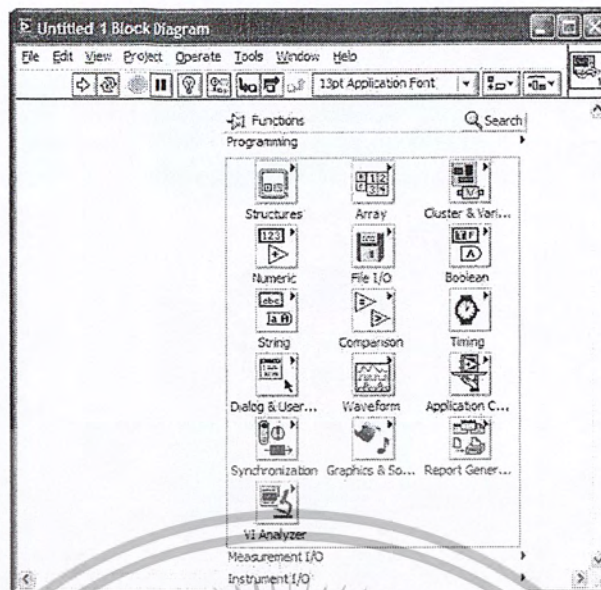 Untitled 1 Block Diagram
File Edit View Project Operate Tools Window Help
13pt Application Font
Functions Search
Programming
Structures Array Cluster & Vari...
Numeric File I/O Boolean
String Comparison Timing
Dialog & User... Waveform Application C...
Synchronization Graphics & So... Report Gener...
VI Analyzer
Measurement I/O
Instrument I/O